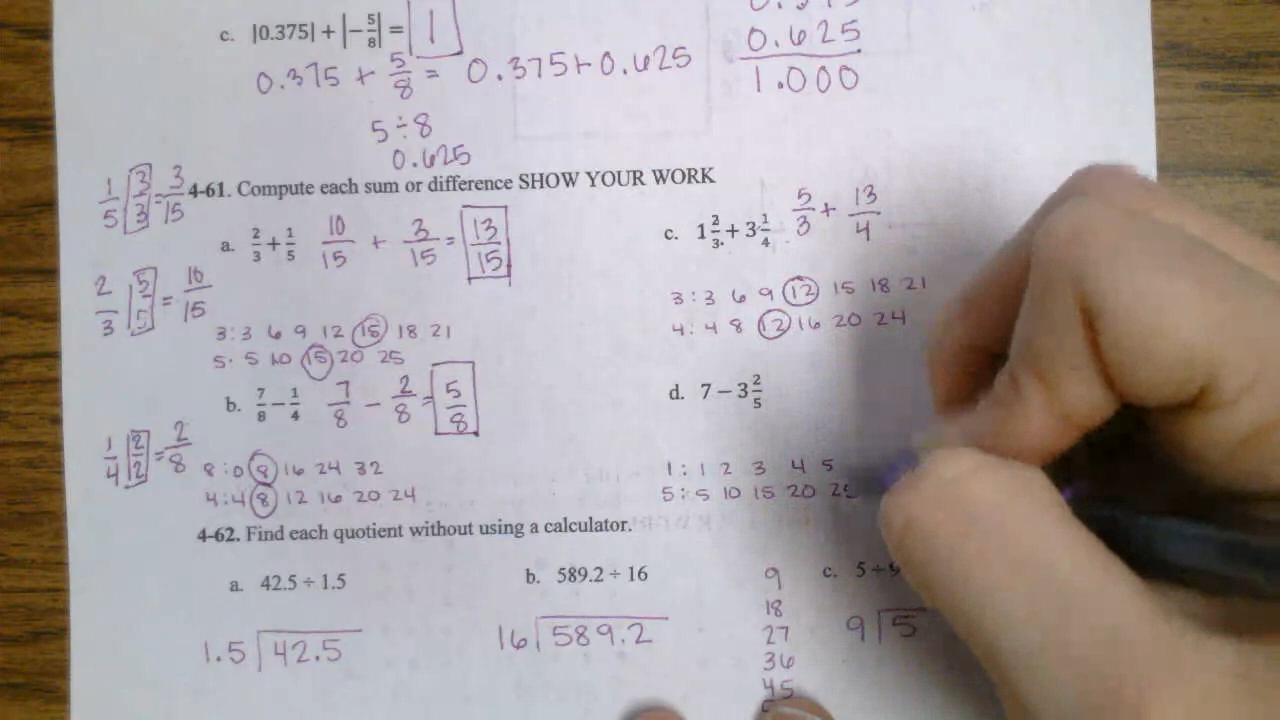 c. |0.375| + |-5/8| = 1
0.375 + 5/8 = 0.375+0.625
5÷8
0.625
0.625
1.000
1/5 | 3/3 = 3/15
4-61. Compute each sum or difference SHOW YOUR WORK
a. 2/3 + 1/5 10/15 + 3/15 = 13/15
2/3 | 5/5 = 10/15
3: 3 6 9 12 15 18 21
5. 5 10 15 20 25
b. 7/8 - 1/4 7/8 - 2/8 = 5/8
1/4 | 2/2 = 2/8
8: 0 8 16 24 32
4: 4 8 12 16 20 24
c. 1 2/3 + 3 1/4 5/3 + 13/4
3: 3 6 9 12 15 18 21
4: 4 8 12 16 20 24
d. 7 - 3 2/5
1: 1 2 3 4 5
5: 5 10 15 20
4-62. Find each quotient without using a calculator.
a. 42.5 ÷ 1.5
1.5 42.5
b. 589.2 ÷ 16
16 589.2
c. 5 ÷
9 5
9
18
27
36
45